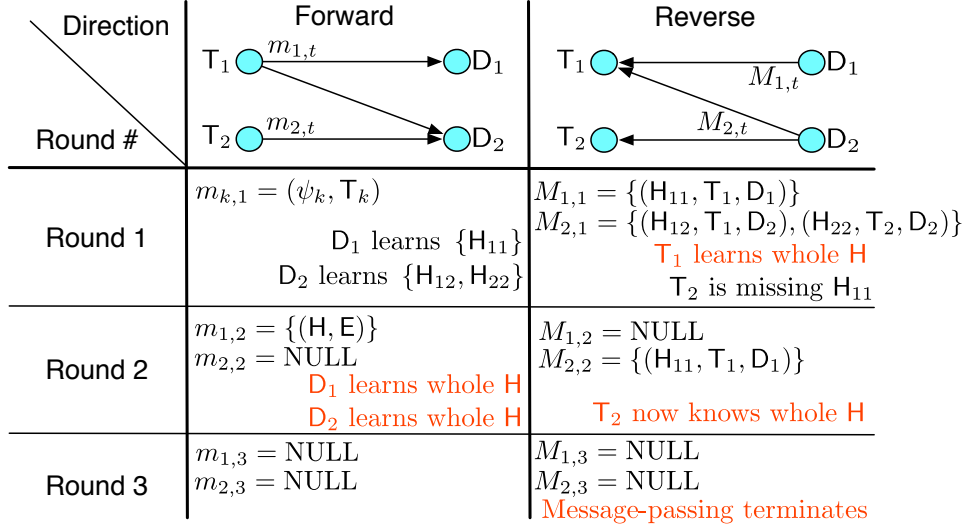 Direction
Forward
Reverse
T₁ m₁,ₜ D₁
T₁ D₁
M₁,ₜ
Round #
T₂ m₂,ₜ D₂
M₂,ₜ
T₂ D₂
Round 1
mₖ,₁ = (ψₖ, Tₖ)
D₁ learns {H₁₁}
D₂ learns {H₁₂, H₂₂}
M₁,₁ = {(H₁₁, T₁, D₁)}
M₂,₁ = {(H₁₂, T₁, D₂), (H₂₂, T₂, D₂)}
T₁ learns whole H
T₂ is missing H₁₁
Round 2
m₁,₂ = {(H, E)}
m₂,₂ = NULL
D₁ learns whole H
D₂ learns whole H
M₁,₂ = NULL
M₂,₂ = {(H₁₁, T₁, D₁)}
T₂ now knows whole H
Round 3
m₁,₃ = NULL
m₂,₃ = NULL
M₁,₃ = NULL
M₂,₃ = NULL
Message-passing terminates